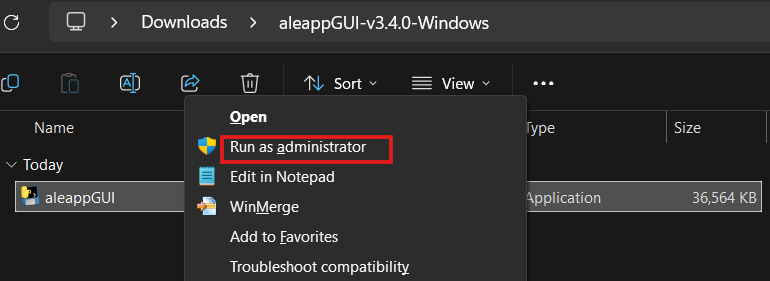 Downloads aleappGUI-v3.4.0-Windows
Sort View
Name Type Size
Open
Run as administrator
Today
Edit in Notepad
aleappGUI Application 36,564 KB
WinMerge
Add to Favorites
Troubleshoot compatibility